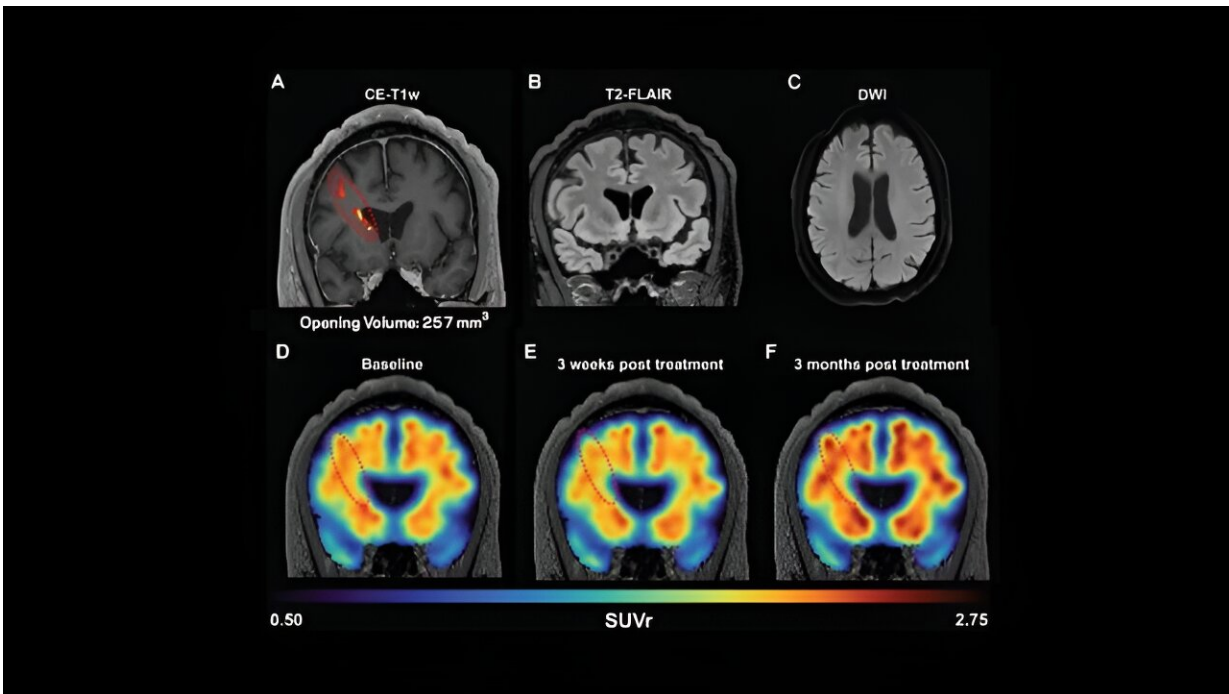 A
CE-T1w
B
T2-FLAIR
C
DWI
Opening Volume: 257 mm³
D
Baseline
E
3 weeks post treatment
F
3 months post treatment
0.50
SUVr
2.75